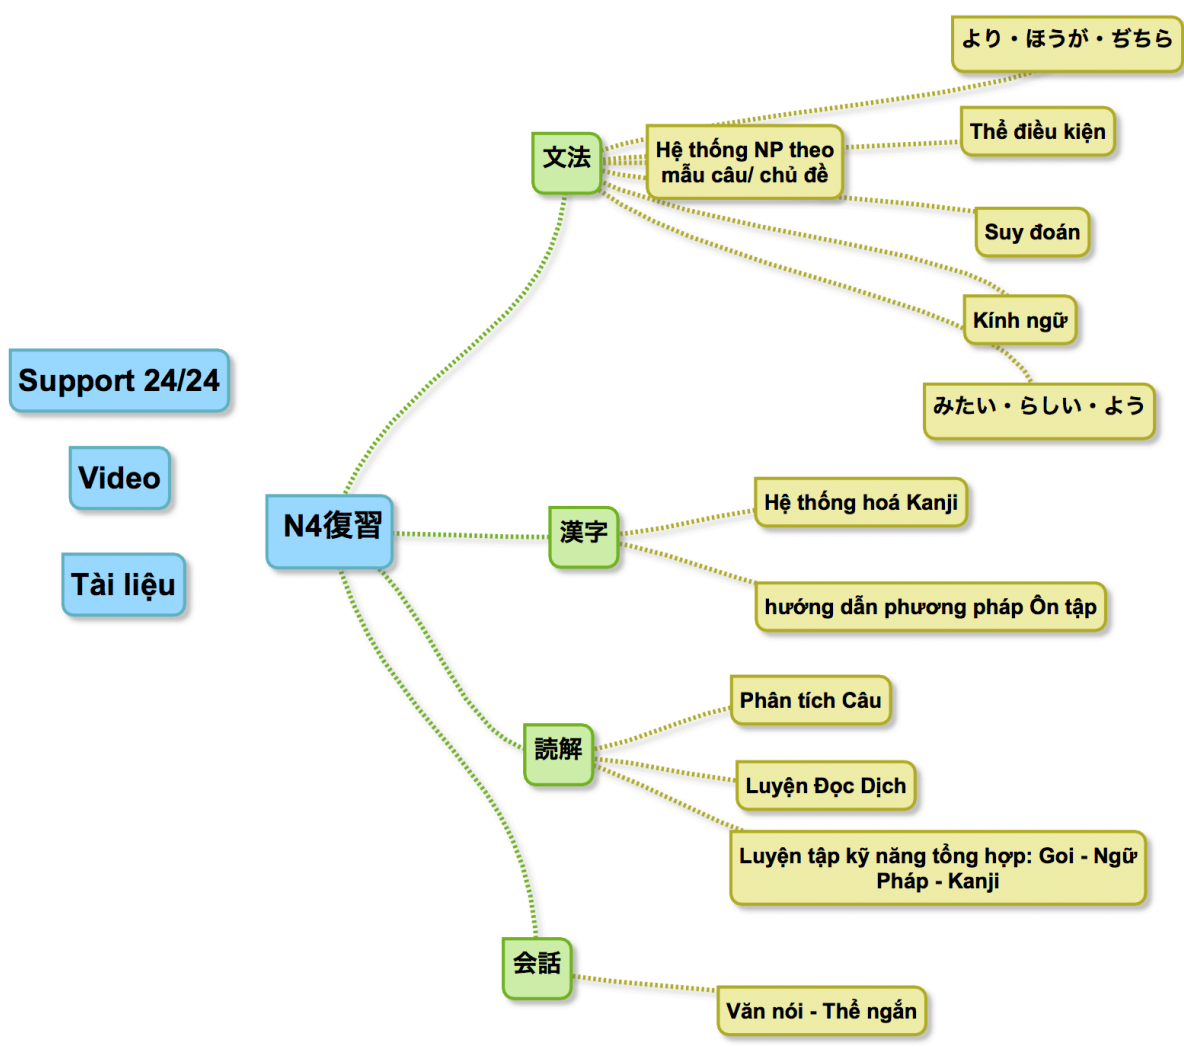 より・ほうが・ぢちら
Thể điều kiện
文法
Hệ thống NP theo
mẫu câu/ chủ đề
Suy đoán
Kính ngữ
みたい・らしい・よう
Support 24/24
Video
Tài liệu
N4復習
漢字
Hệ thống hoá Kanji
hướng dẫn phương pháp Ôn tập
読解
Phân tích Câu
Luyện Đọc Dịch
Luyện tập kỹ năng tổng hợp: Goi - Ngữ
Pháp - Kanji
会話
Văn nói - Thể ngắn